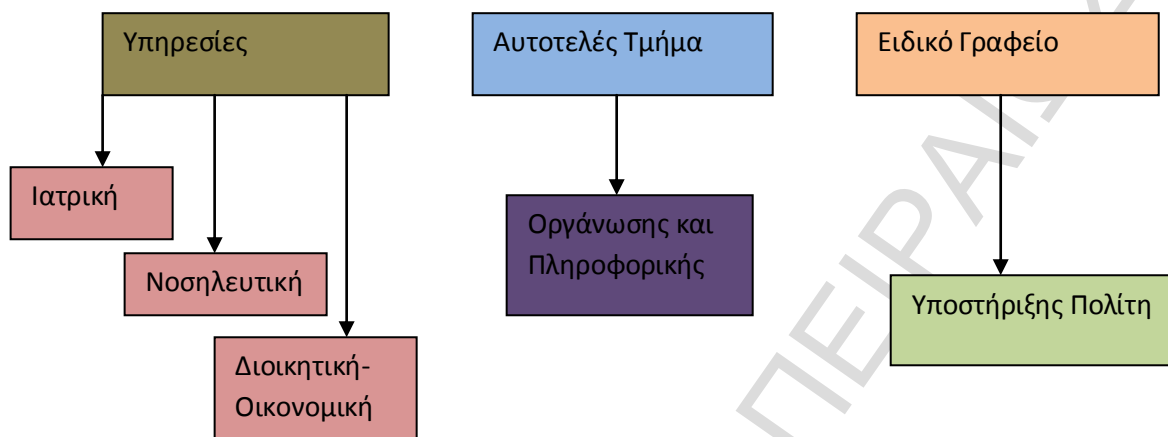 Υπηρεσίες
Αυτοτελές Τμήμα
Ειδικό Γραφείο
Ιατρική
Νοσηλευτική
Διοικητική-
Οικονομική
Οργάνωσης και
Πληροφορικής
Υποστήριξης Πολίτη